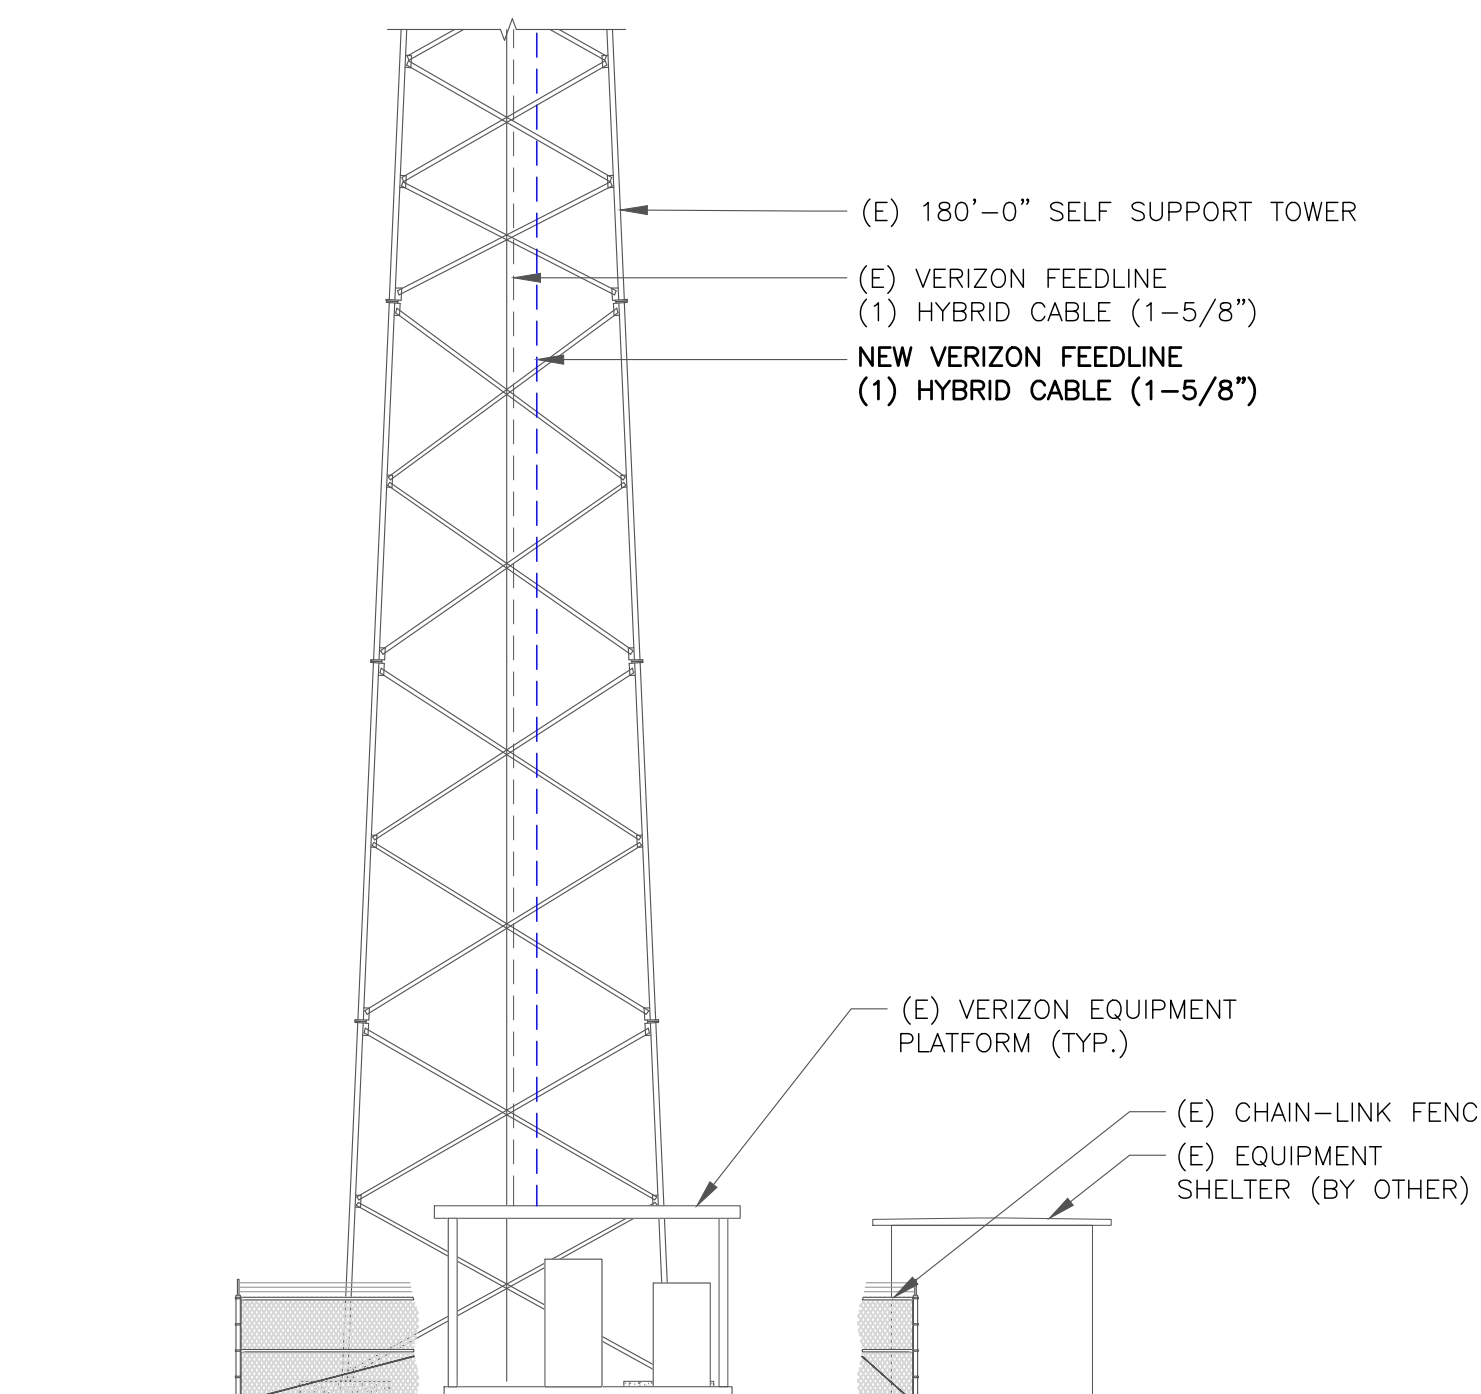 (E) 180'-0" SELF SUPPORT TOWER
(E) VERIZON FEEDLINE
(1) HYBRID CABLE (1-5/8")
NEW VERIZON FEEDLINE
(1) HYBRID CABLE (1-5/8")
(E) VERIZON EQUIPMENT
PLATFORM (TYP.)
(E) CHAIN-LINK FENC
(E) EQUIPMENT
SHELTER (BY OTHER)